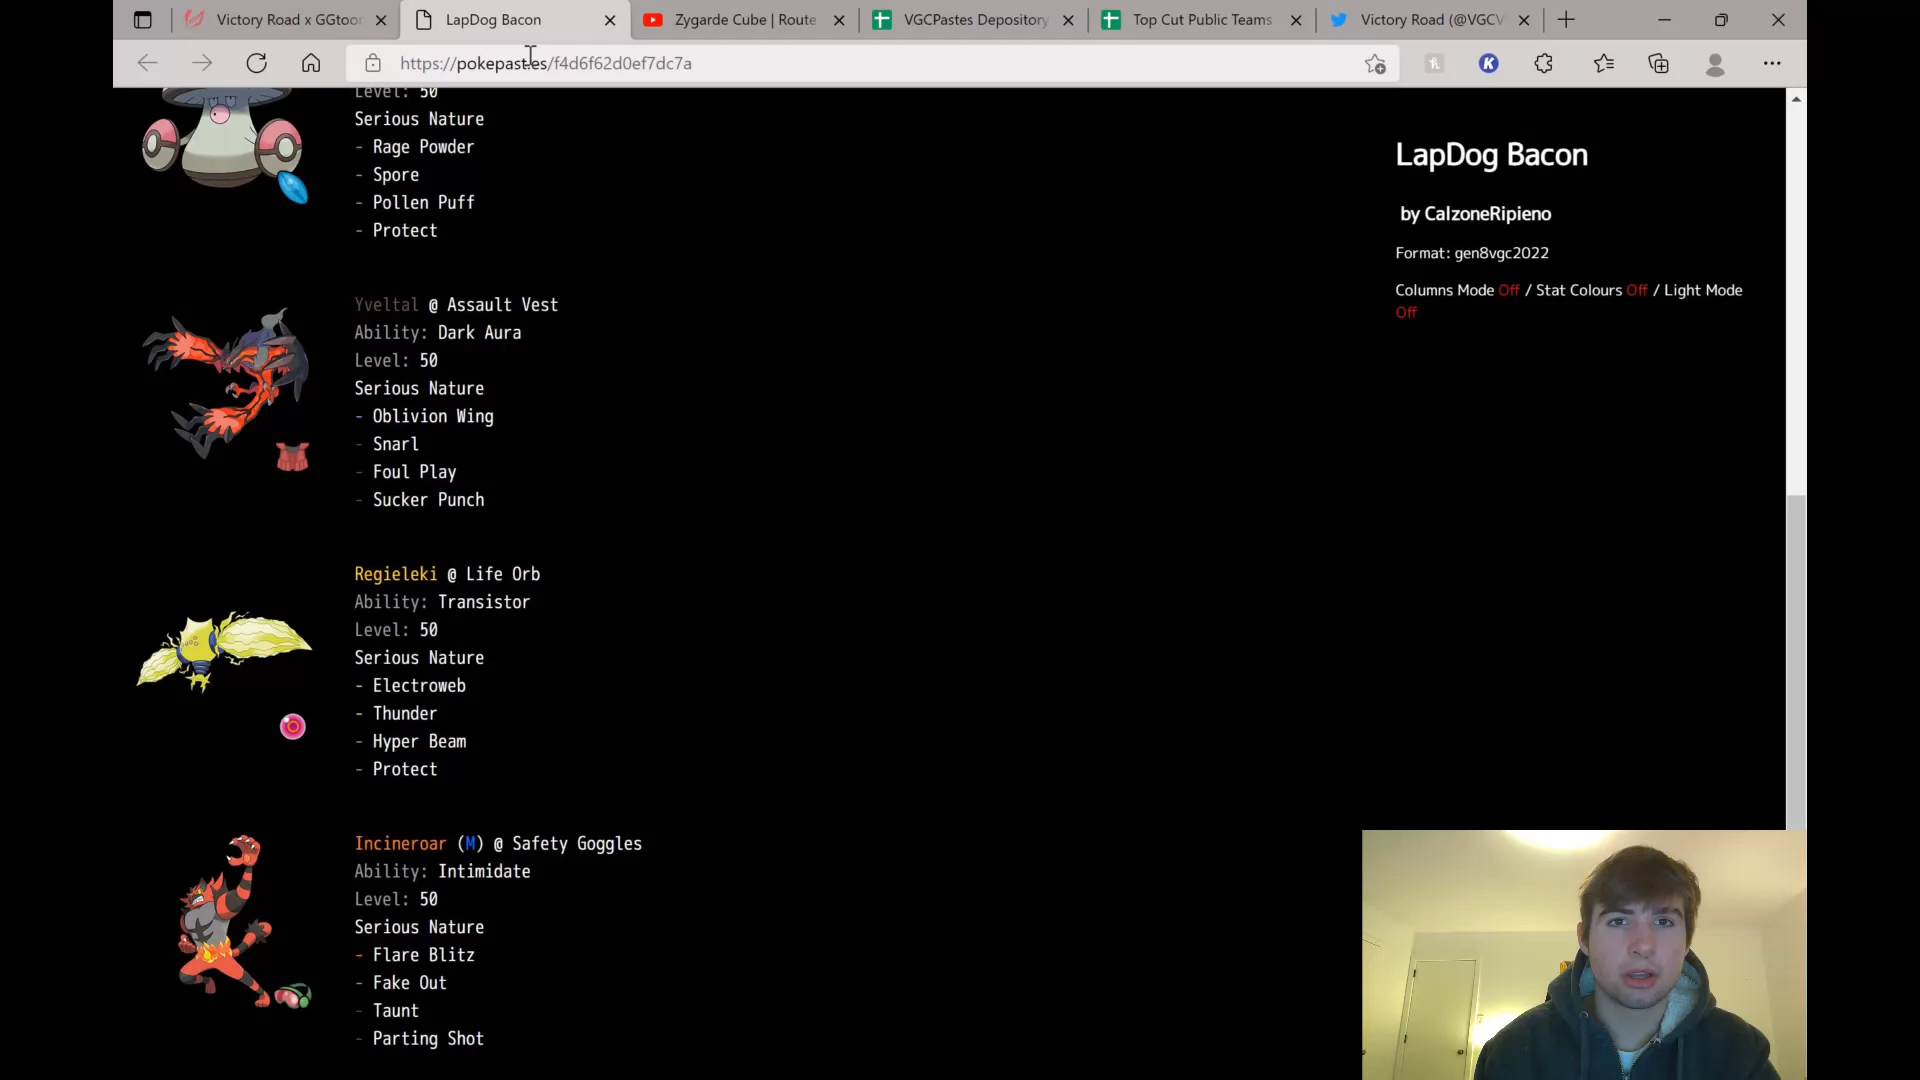 Victory Road x GGtoor
LapDog Bacon
Zygarde Cube | Route
VGCPastes Depository
Top Cut Public Teams
Victory Road (@VGCV
https://pokepast.es/f4d6f62d0ef7dc7a
Level: 50
Serious Nature
- Rage Powder
- Spore
- Pollen Puff
- Protect
Yveltal @ Assault Vest
Ability: Dark Aura
Level: 50
Serious Nature
- Oblivion Wing
- Snarl
- Foul Play
- Sucker Punch
Regieleki @ Life Orb
Ability: Transistor
Level: 50
Serious Nature
- Electroweb
- Thunder
- Hyper Beam
- Protect
Incineroar (M) @ Safety Goggles
Ability: Intimidate
Level: 50
Serious Nature
- Flare Blitz
- Fake Out
- Taunt
- Parting Shot
LapDog Bacon
by CalzoneRipieno
Format: gen8vgc2022
Columns Mode Off / Stat Colours Off / Light Mode
Off